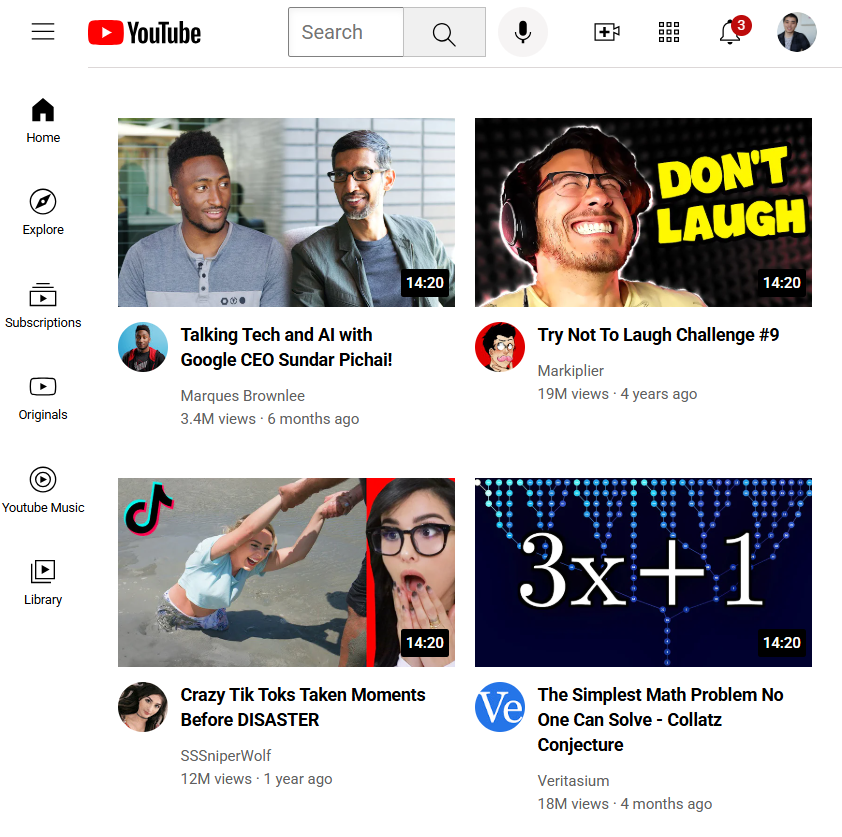 YouTube
Search
3
Home
Explore
Subscriptions
Originals
Youtube Music
Library
14:20
Talking Tech and AI with
Google CEO Sundar Pichai!
Marques Brownlee
3.4M views · 6 months ago
DON'T
LAUGH
14:20
Try Not To Laugh Challenge #9
Markiplier
19M views · 4 years ago
14:20
Crazy Tik Toks Taken Moments
Before DISASTER
SSSniperWolf
12M views · 1 year ago
3x+1
14:20
Ve
The Simplest Math Problem No
One Can Solve - Collatz
Conjecture
Veritasium
18M views · 4 months ago